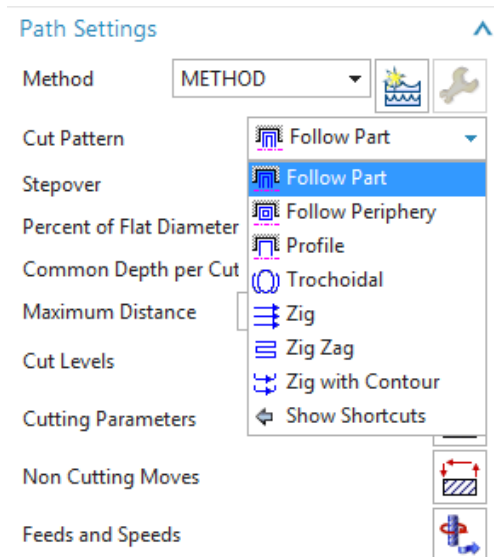 Path Settings
Method METHOD
Cut Pattern Follow Part
Stepover Follow Part
Percent of Flat Diameter Follow Periphery
Profile
Common Depth per Cut Trochoidal
Maximum Distance Zig
Zig Zag
Cut Levels Zig with Contour
Cutting Parameters Show Shortcuts
Non Cutting Moves
Feeds and Speeds